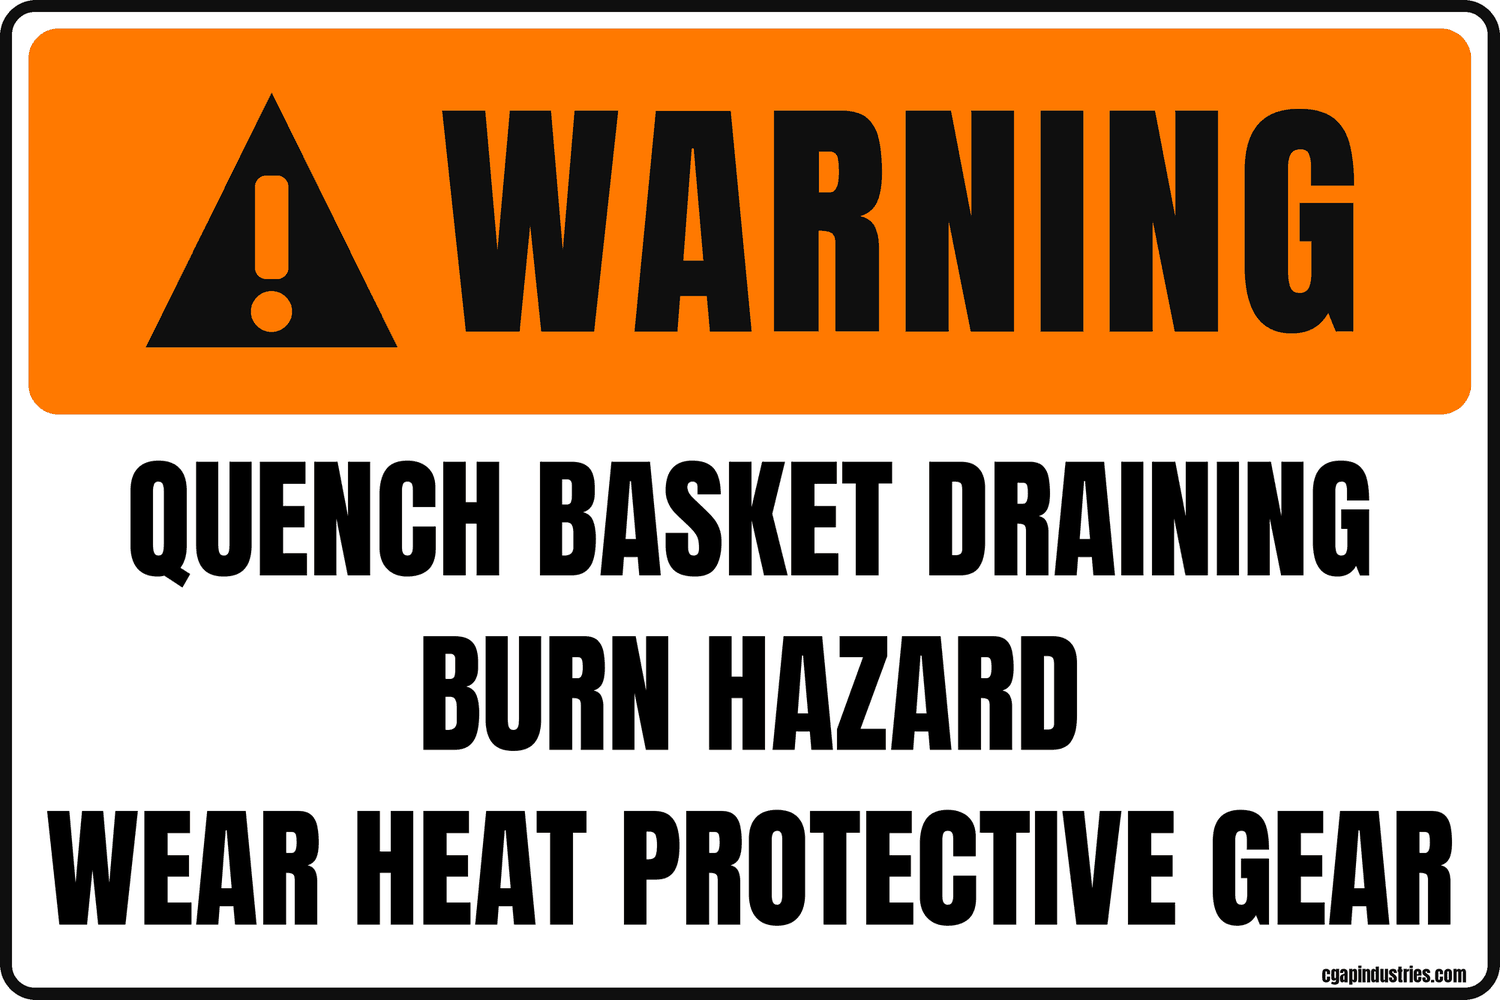 WARNING
QUENCH BASKET DRAINING
BURN HAZARD
WEAR HEAT PROTECTIVE GEAR
cgapindustries.com